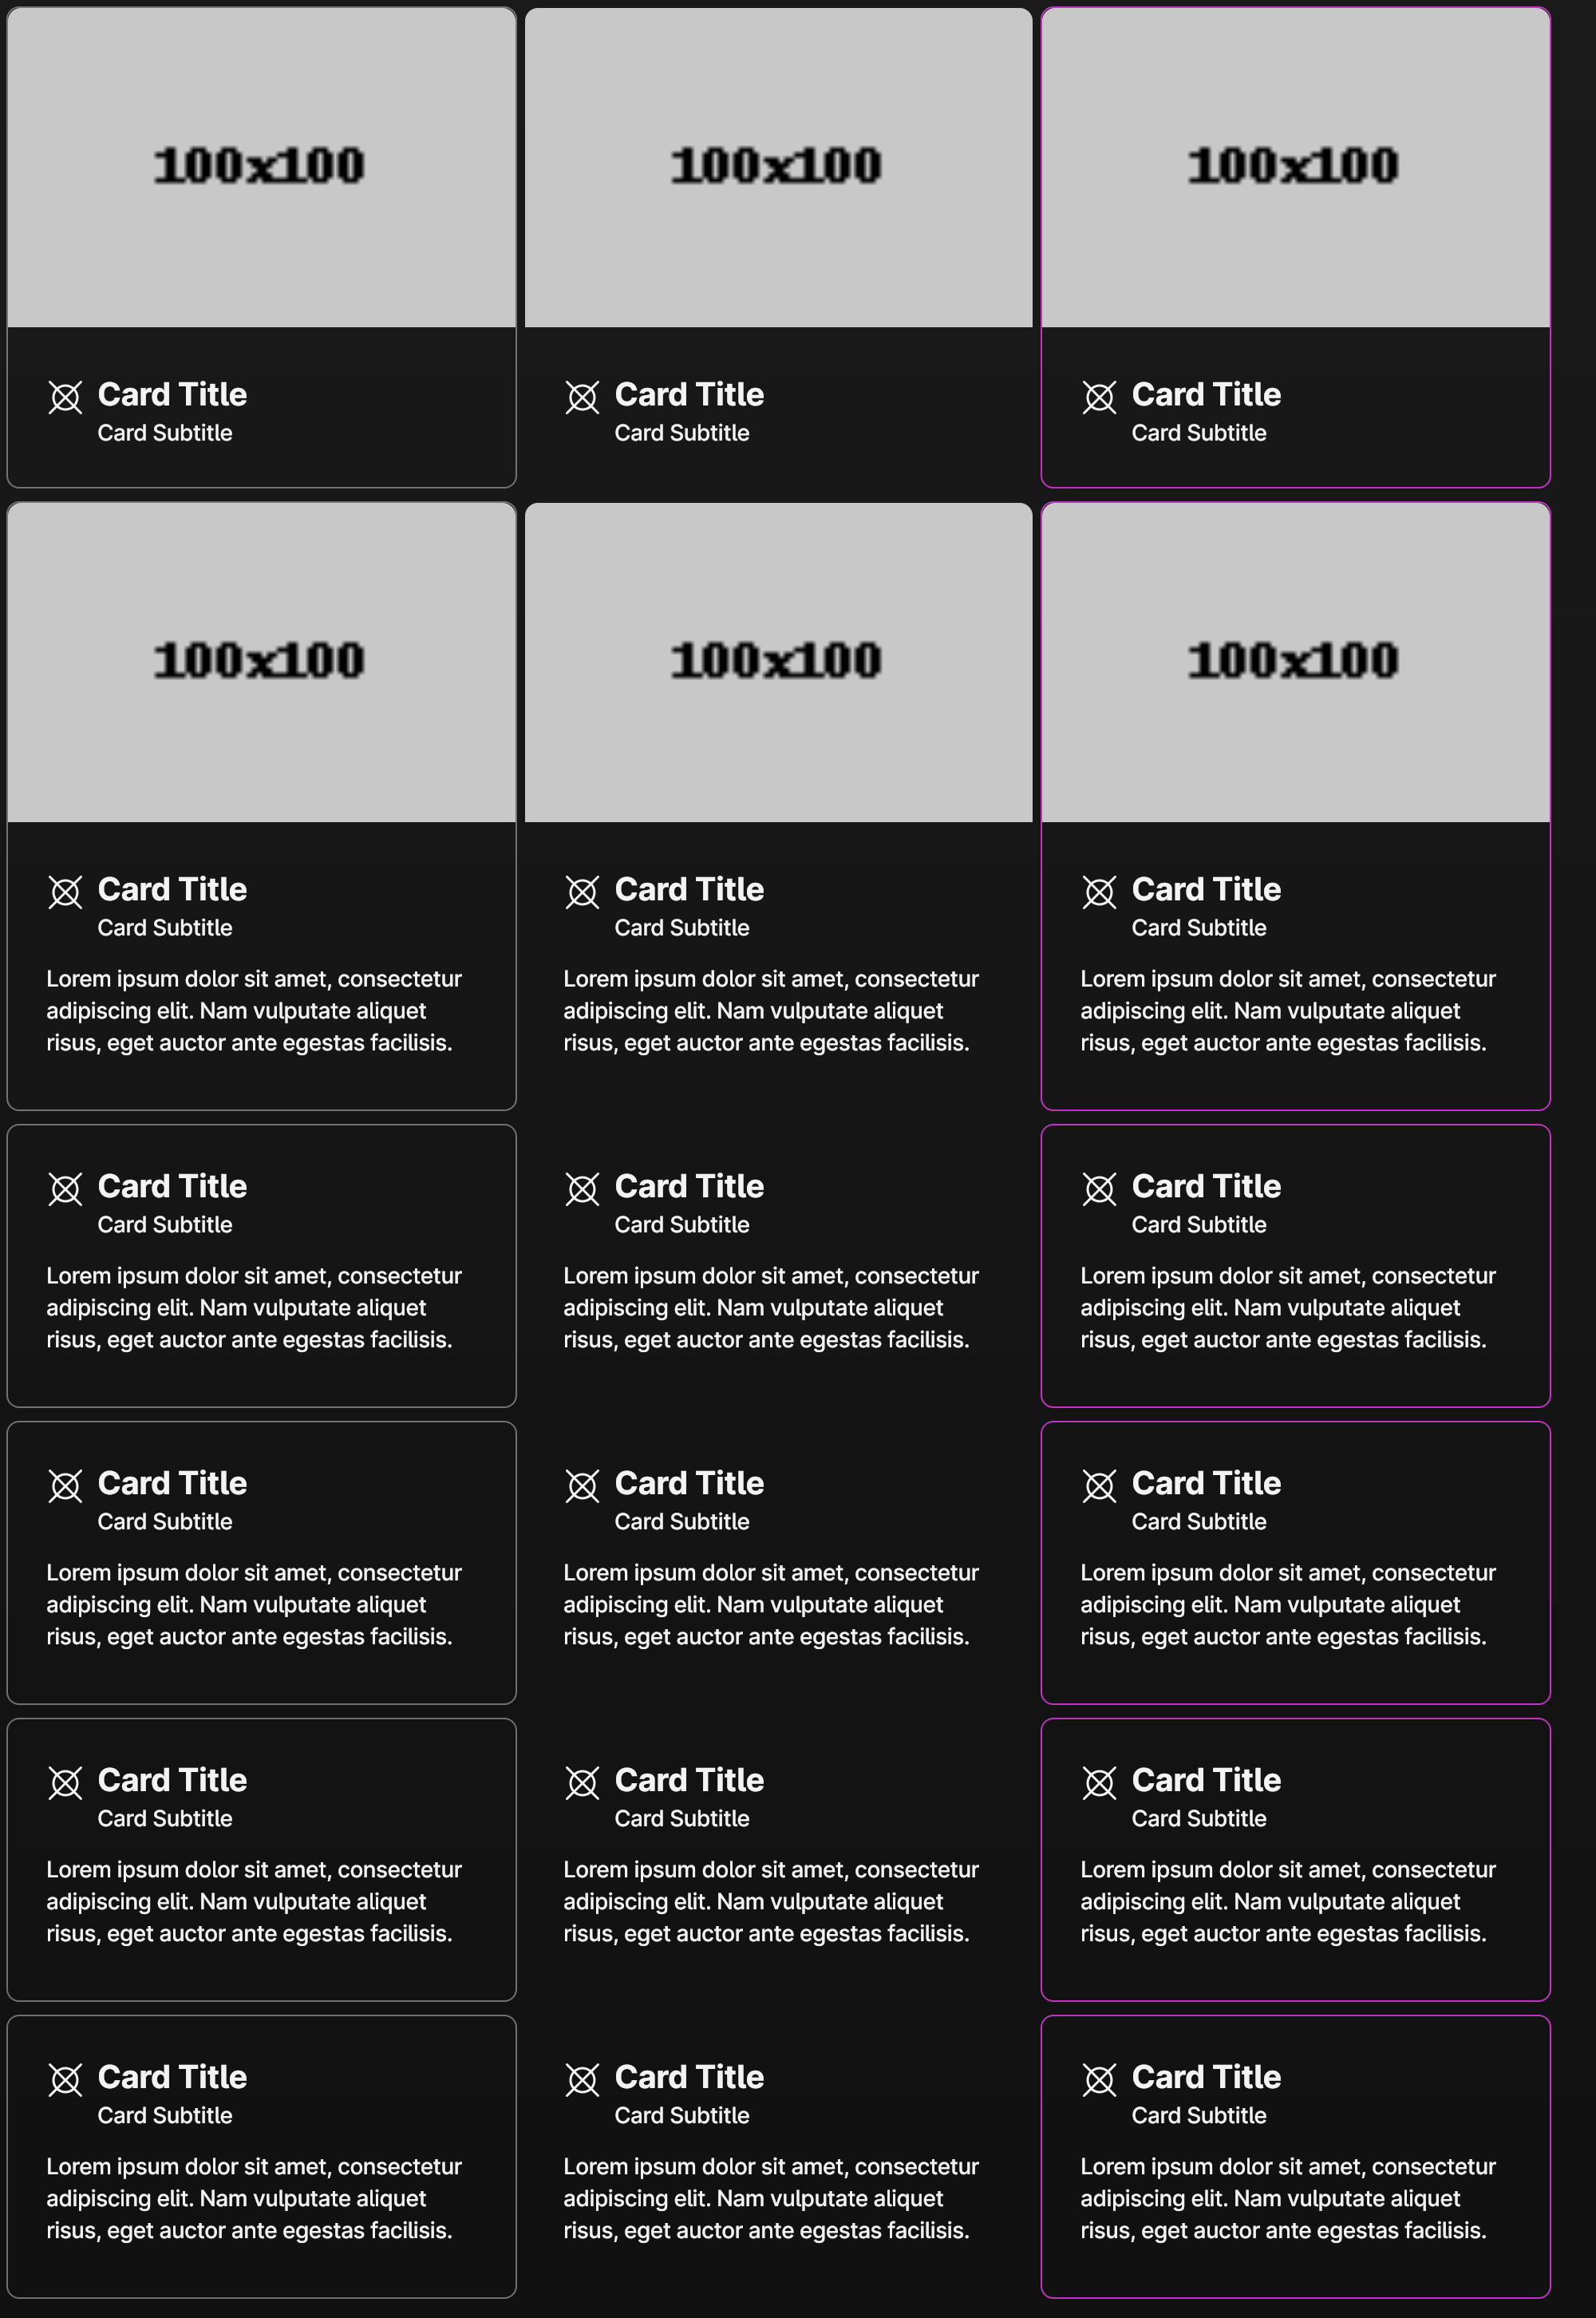 100x100
100x100
100x100
Card Title
Card Subtitle
Card Title
Card Subtitle
Card Title
Card Subtitle
100x100
100x100
100x100
Card Title
Card Subtitle
Lorem ipsum dolor sit amet, consectetur
adipiscing elit. Nam vulputate aliquet
risus, eget auctor ante egestas facilisis.
Card Title
Card Subtitle
Lorem ipsum dolor sit amet, consectetur
adipiscing elit. Nam vulputate aliquet
risus, eget auctor ante egestas facilisis.
Card Title
Card Subtitle
Lorem ipsum dolor sit amet, consectetur
adipiscing elit. Nam vulputate aliquet
risus, eget auctor ante egestas facilisis.
Card Title
Card Subtitle
Lorem ipsum dolor sit amet, consectetur
adipiscing elit. Nam vulputate aliquet
risus, eget auctor ante egestas facilisis.
Card Title
Card Subtitle
Lorem ipsum dolor sit amet, consectetur
adipiscing elit. Nam vulputate aliquet
risus, eget auctor ante egestas facilisis.
Card Title
Card Subtitle
Lorem ipsum dolor sit amet, consectetur
adipiscing elit. Nam vulputate aliquet
risus, eget auctor ante egestas facilisis.
Card Title
Card Subtitle
Lorem ipsum dolor sit amet, consectetur
adipiscing elit. Nam vulputate aliquet
risus, eget auctor ante egestas facilisis.
Card Title
Card Subtitle
Lorem ipsum dolor sit amet, consectetur
adipiscing elit. Nam vulputate aliquet
risus, eget auctor ante egestas facilisis.
Card Title
Card Subtitle
Lorem ipsum dolor sit amet, consectetur
adipiscing elit. Nam vulputate aliquet
risus, eget auctor ante egestas facilisis.
Card Title
Card Subtitle
Lorem ipsum dolor sit amet, consectetur
adipiscing elit. Nam vulputate aliquet
risus, eget auctor ante egestas facilisis.
Card Title
Card Subtitle
Lorem ipsum dolor sit amet, consectetur
adipiscing elit. Nam vulputate aliquet
risus, eget auctor ante egestas facilisis.
Card Title
Card Subtitle
Lorem ipsum dolor sit amet, consectetur
adipiscing elit. Nam vulputate aliquet
risus, eget auctor ante egestas facilisis.
Card Title
Card Subtitle
Lorem ipsum dolor sit amet, consectetur
adipiscing elit. Nam vulputate aliquet
risus, eget auctor ante egestas facilisis.
Card Title
Card Subtitle
Lorem ipsum dolor sit amet, consectetur
adipiscing elit. Nam vulputate aliquet
risus, eget auctor ante egestas facilisis.
Card Title
Card Subtitle
Lorem ipsum dolor sit amet, consectetur
adipiscing elit. Nam vulputate aliquet
risus, eget auctor ante egestas facilisis.